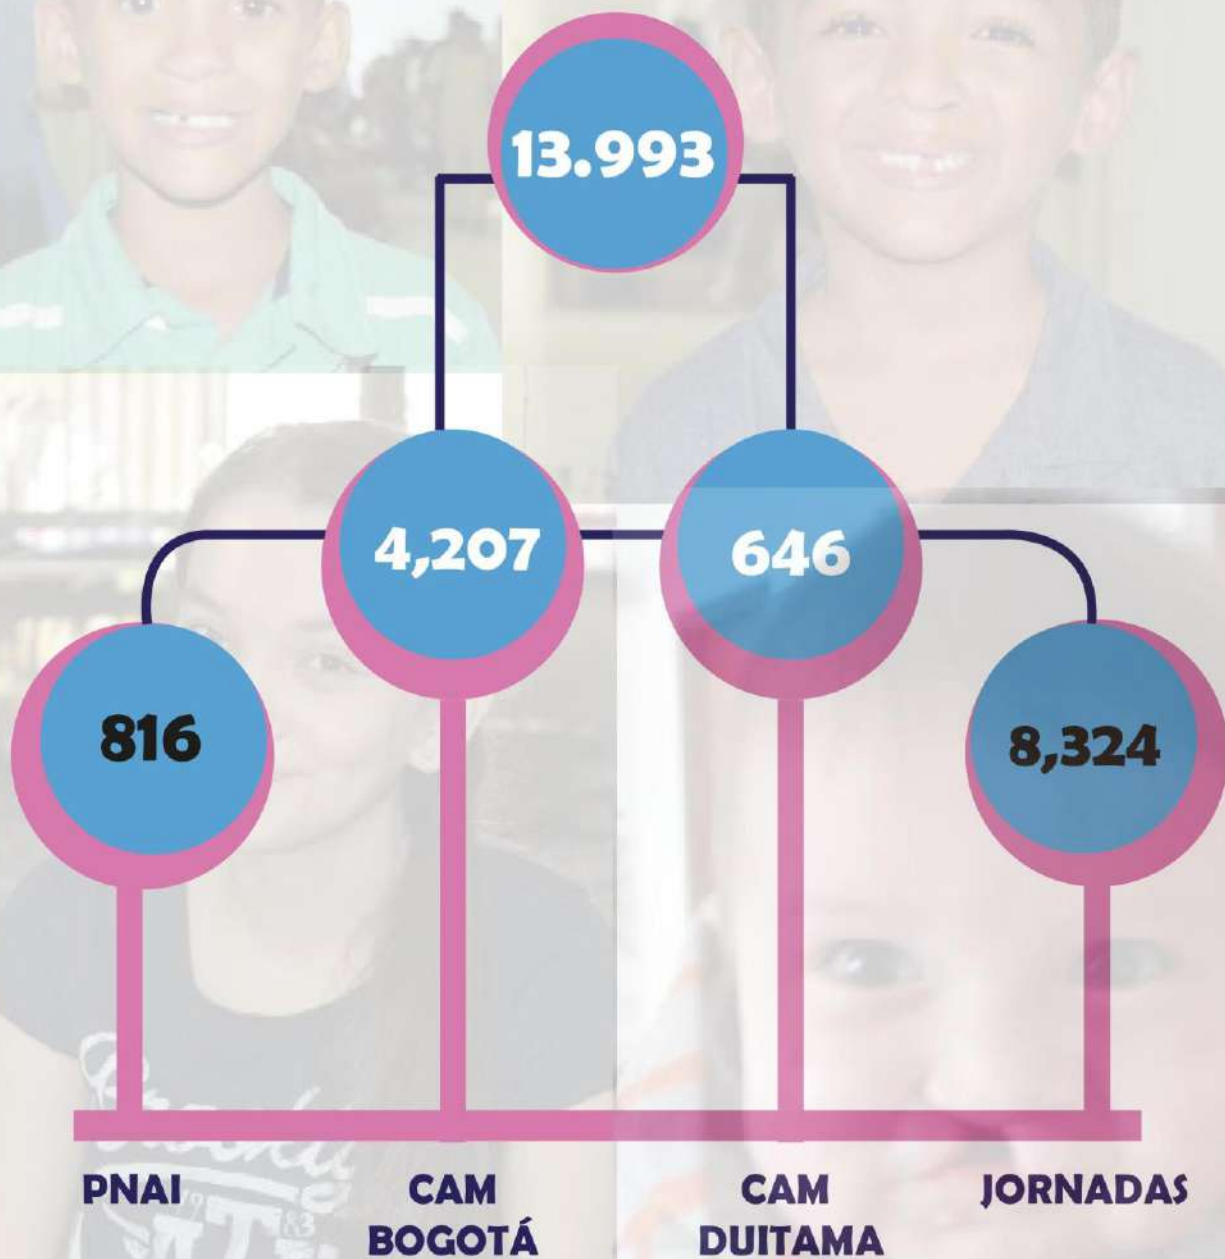 13.993
4,207
646
816
8,324
PNAI
CAM
BOGOTÁ
CAM
DUITAMA
JORNADAS